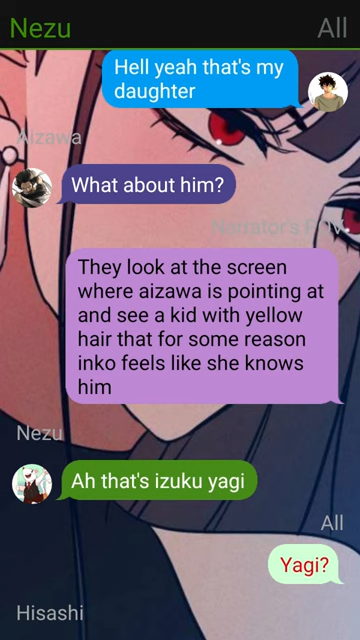 Nezu
All
Hell yeah that's my
daughter
Aizawa
What about him?
Narrator's POV
They look at the screen
where aizawa is pointing at
and see a kid with yellow
hair that for some reason
inko feels like she knows
him
Nezu
Ah that's izuku yagi
All
Yagi?
Hisashi